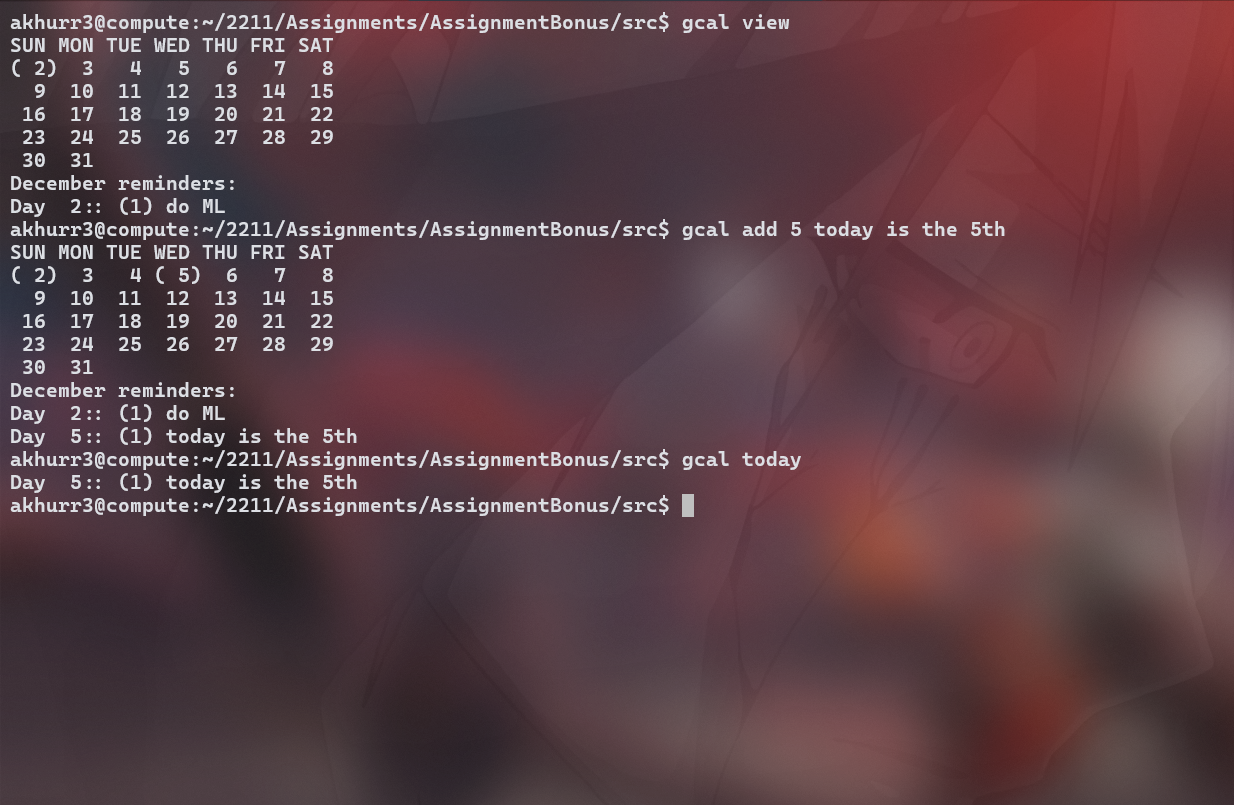 akhurr3@compute:~/2211/Assignments/AssignmentBonus/src$ gcal view
SUN MON TUE WED THU FRI SAT
( 2)  3   4   5   6   7   8
  9  10  11  12  13  14  15
 16  17  18  19  20  21  22
 23  24  25  26  27  28  29
 30  31
December reminders:
Day  2:: (1) do ML
akhurr3@compute:~/2211/Assignments/AssignmentBonus/src$ gcal add 5 today is the 5th
SUN MON TUE WED THU FRI SAT
( 2)  3   4 ( 5)  6   7   8
  9  10  11  12  13  14  15
 16  17  18  19  20  21  22
 23  24  25  26  27  28  29
 30  31
December reminders:
Day  2:: (1) do ML
Day  5:: (1) today is the 5th
akhurr3@compute:~/2211/Assignments/AssignmentBonus/src$ gcal today
Day  5:: (1) today is the 5th
akhurr3@compute:~/2211/Assignments/AssignmentBonus/src$